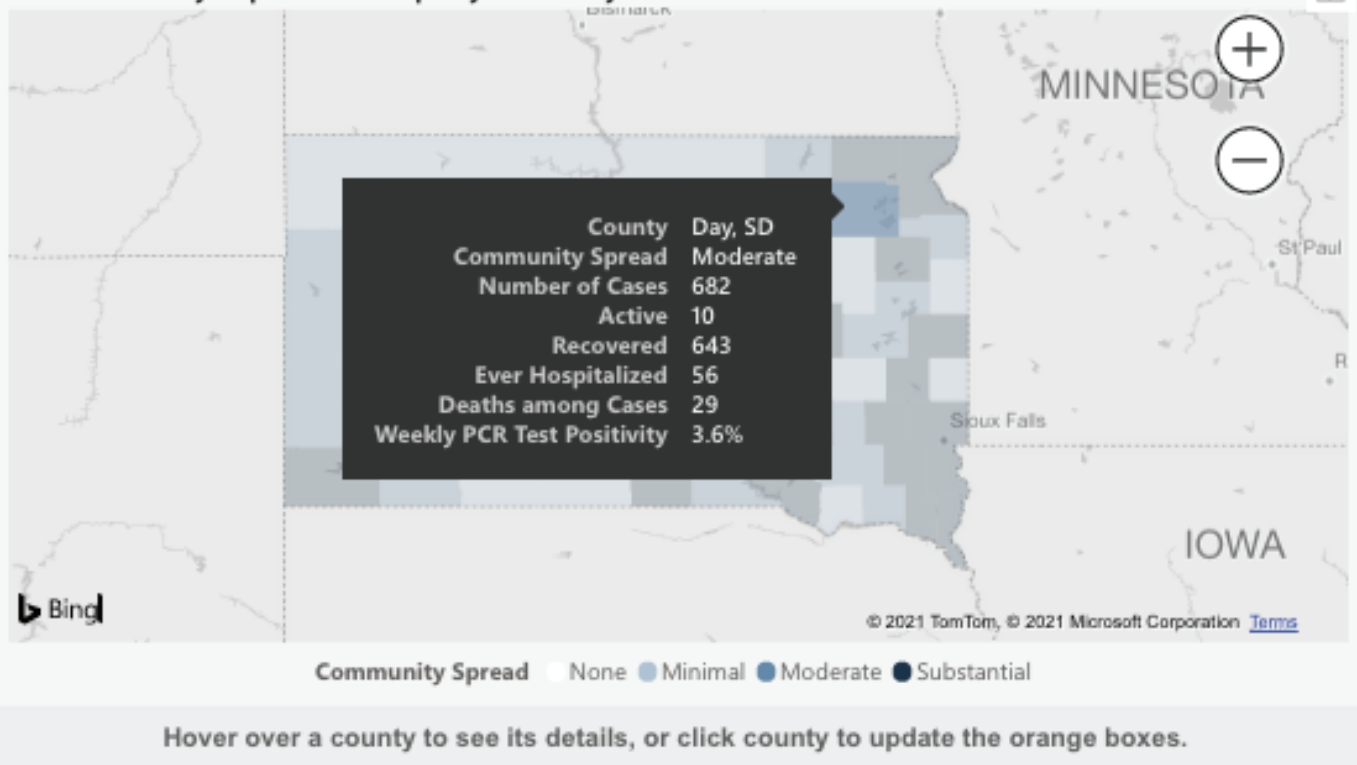 Bismarck
MINNESOTA
County Day, SD
Community Spread Moderate
Number of Cases 682
Active 10
Recovered 643
Ever Hospitalized 56
Deaths among Cases 29
Weekly PCR Test Positivity 3.6%
St Paul
R
Sioux Falls
IOWA
Bing
© 2021 TomTom, © 2021 Microsoft Corporation Terms
Community Spread None Minimal Moderate Substantial
Hover over a county to see its details, or click county to update the orange boxes.